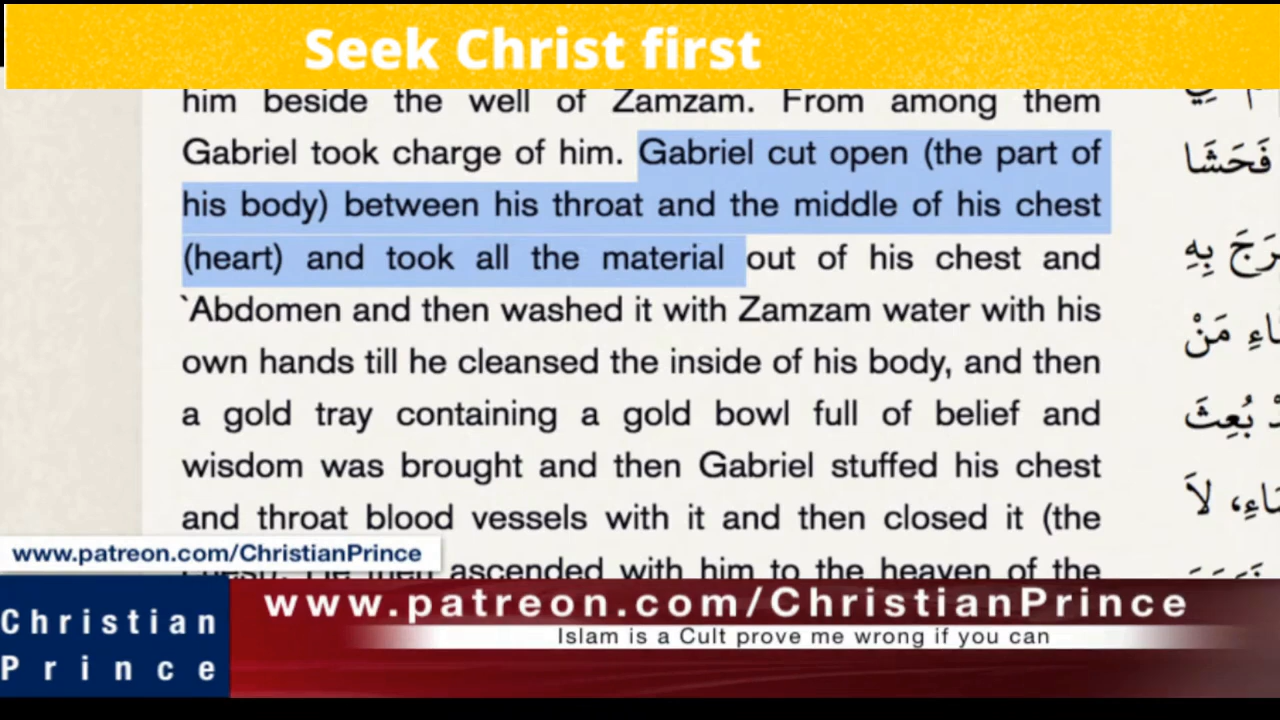 Seek Christ first
him beside the well of Zamzam. From among them
Gabriel took charge of him. Gabriel cut open (the part of
his body) between his throat and the middle of his chest
(heart) and took all the material out of his chest and
`Abdomen and then washed it with Zamzam water with his
own hands till he cleansed the inside of his body, and then
a gold tray containing a gold bowl full of belief and
wisdom was brought and then Gabriel stuffed his chest
and throat blood vessels with it and then closed it (the
ascended with him to the heaven of the
فَحَشَا
بِهِ
مَنْ
بُعِثَ
لاَ
www.patreon.com/ChristianPrince
Christian
Prince
www.patreon.com/ChristianPrince
Islam is a Cult prove me wrong if you can